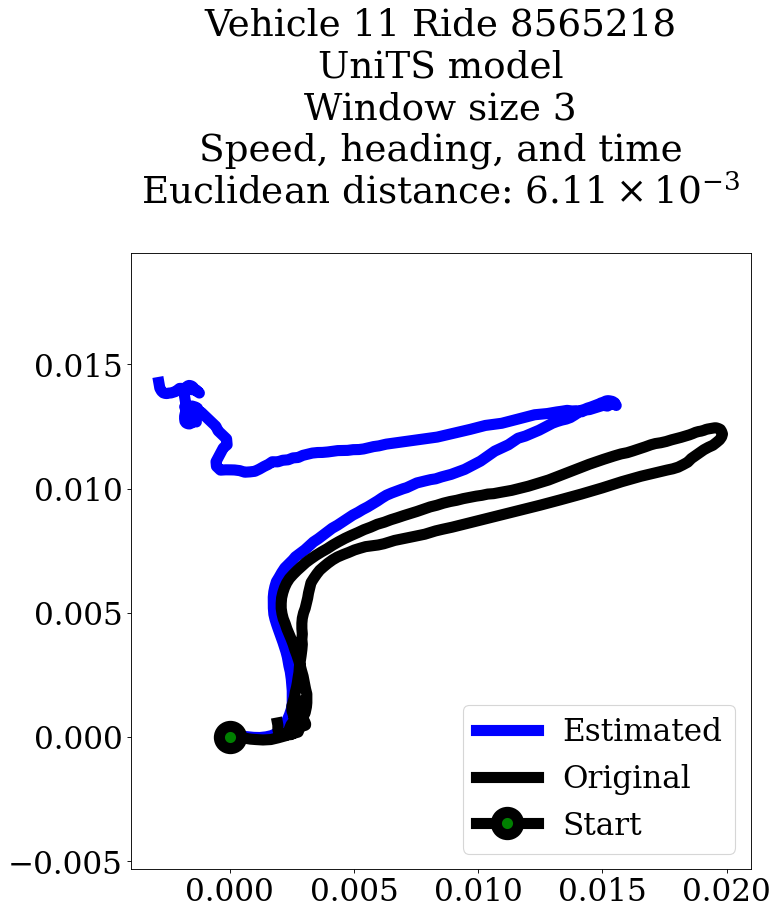 Vehicle 11 Ride 8565218
UniTS model
Window size 3
Speed, heading, and time
Euclidean distance: 6.11 × 10⁻³
0.015
0.010
0.005
0.000
−0.005
0.000 0.005 0.010 0.015 0.020
Estimated
Original
Start